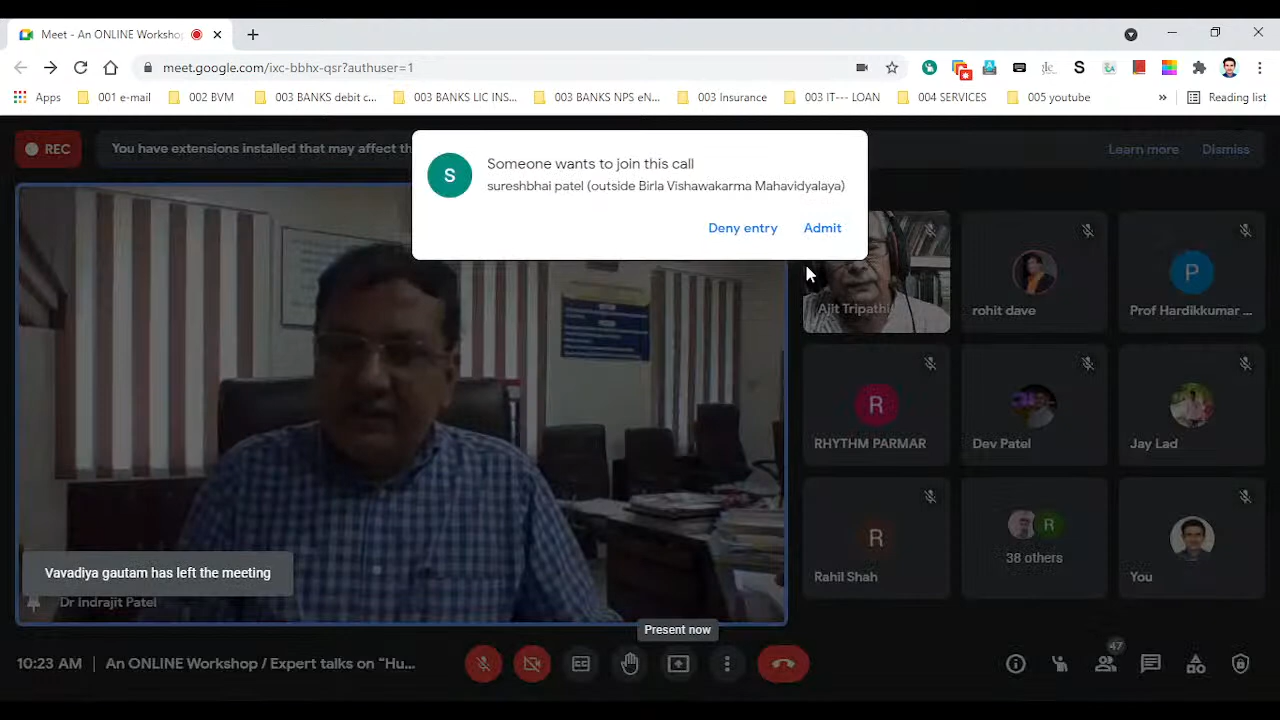 Meet - An ONLINE Workshop
meet.google.com/ixc-bbhx-qsr?authuser=1
Apps
001 e-mail
002 BVM
003 BANKS debit c...
003 BANKS LIC INS...
003 BANKS NPS eN...
003 Insurance
003 IT--- LOAN
004 SERVICES
005 youtube
»
Reading list
REC
You have extensions installed that may affect th
Learn more
Dismiss
S
Someone wants to join this call
sureshbhai patel (outside Birla Vishawakarma Mahavidyalaya)
Deny entry
Admit
Ajit Tripathi
rohit dave
P
Prof Hardikkumar ...
R
RHYTHM PARMAR
Dev Patel
Jay Lad
R
Rahil Shah
R
38 others
You
Vavadiya gautam has left the meeting
Dr Indrajit Patel
Present now
10:23 AM | An ONLINE Workshop / Expert talks on "Hu...
47